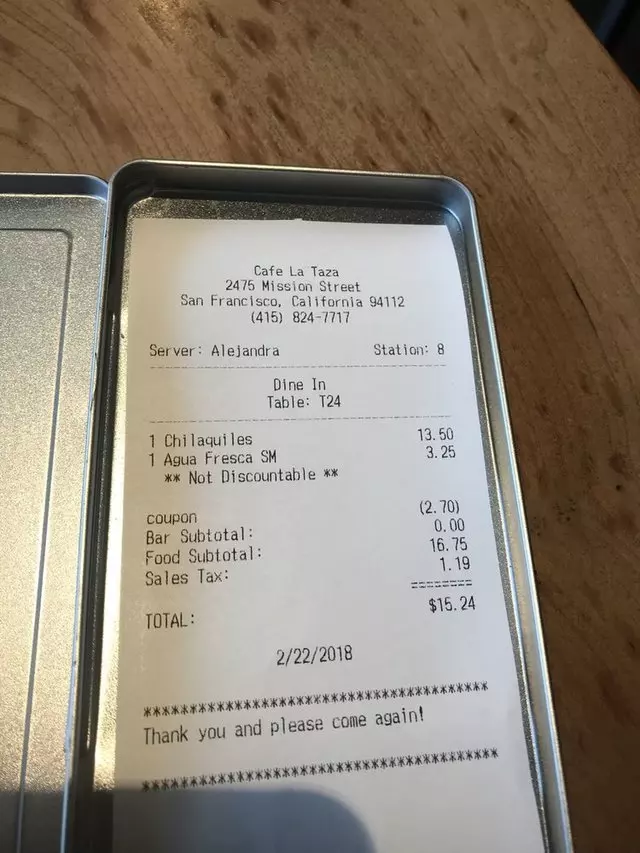 Cafe La Taza
2475 Mission Street
San Francisco, California 94112
(415) 824-7717
Server: Alejandra Station: 8
Dine In
Table: T24
1 Chilaquiles 13.50
1 Agua Fresca SM 3.25
** Not Discountable **
coupon (2.70)
Bar Subtotal: 0.00
Food Subtotal: 16.75
Sales Tax: 1.19
========
TOTAL: $15.24
2/22/2018
****************************************
Thank you and please come again!
****************************************